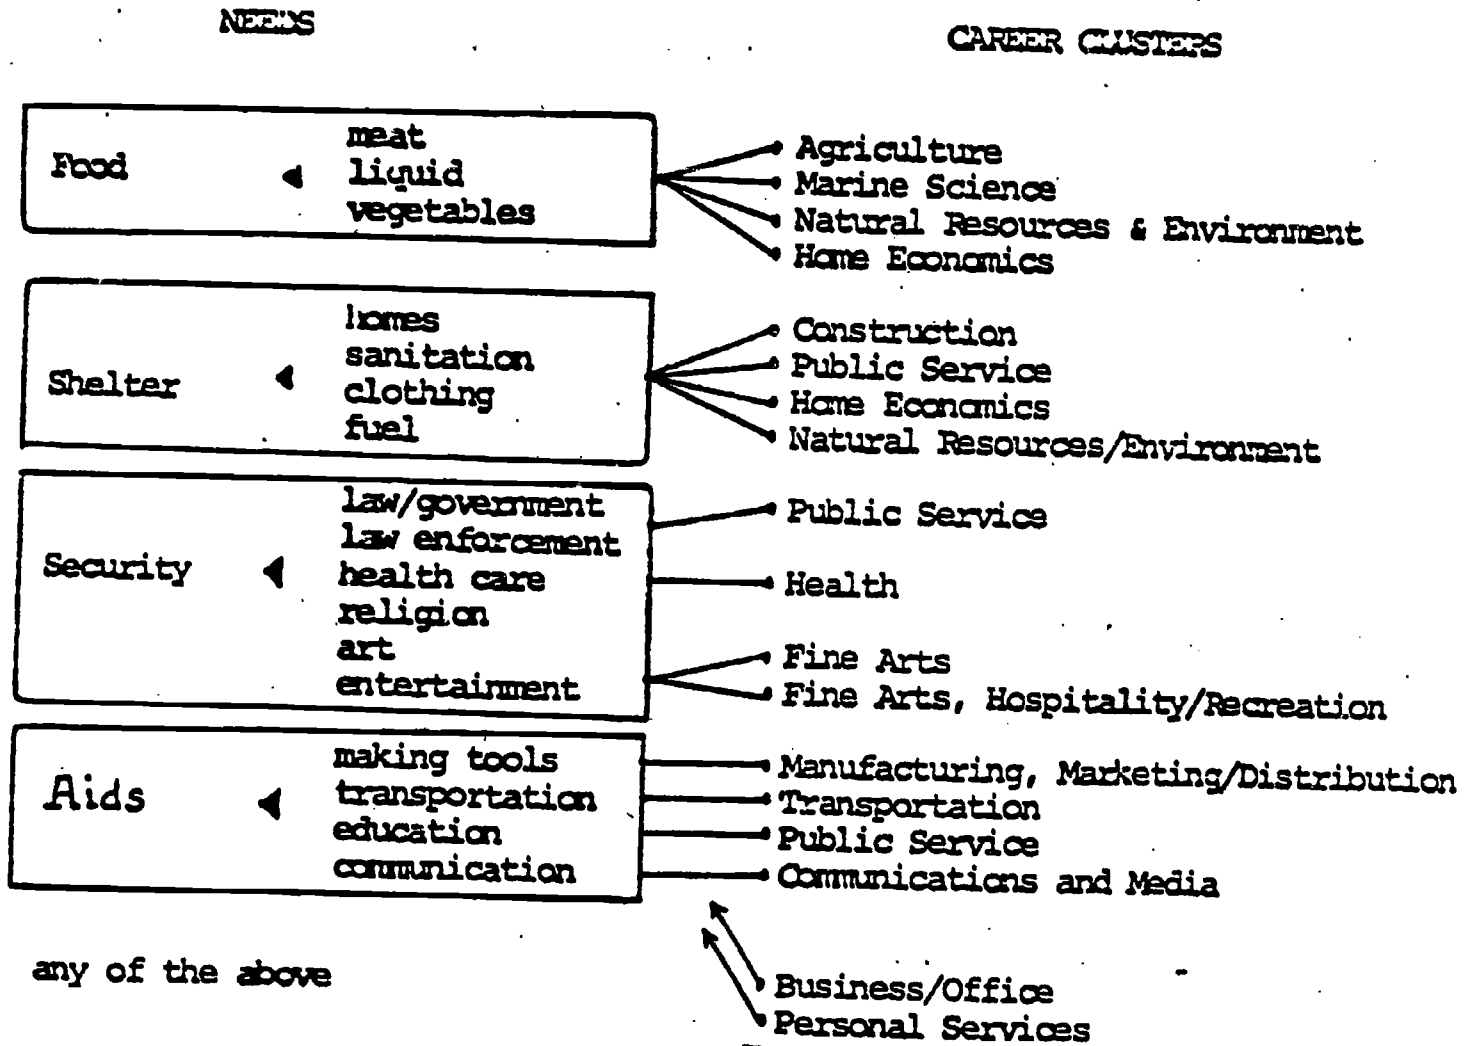 NEEDS
CAREER CLUSTERS
Food
meat
liquid
vegetables
Agriculture
Marine Science
Natural Resources & Environment
Home Economics
Shelter
homes
sanitation
clothing
fuel
Construction
Public Service
Home Economics
Natural Resources/Environment
Security
law/government
law enforcement
health care
religion
art
entertainment
Public Service
Health
Fine Arts
Fine Arts, Hospitality/Recreation
Aids
making tools
transportation
education
communication
Manufacturing, Marketing/Distribution
Transportation
Public Service
Communications and Media
any of the above
Business/Office
Personal Services